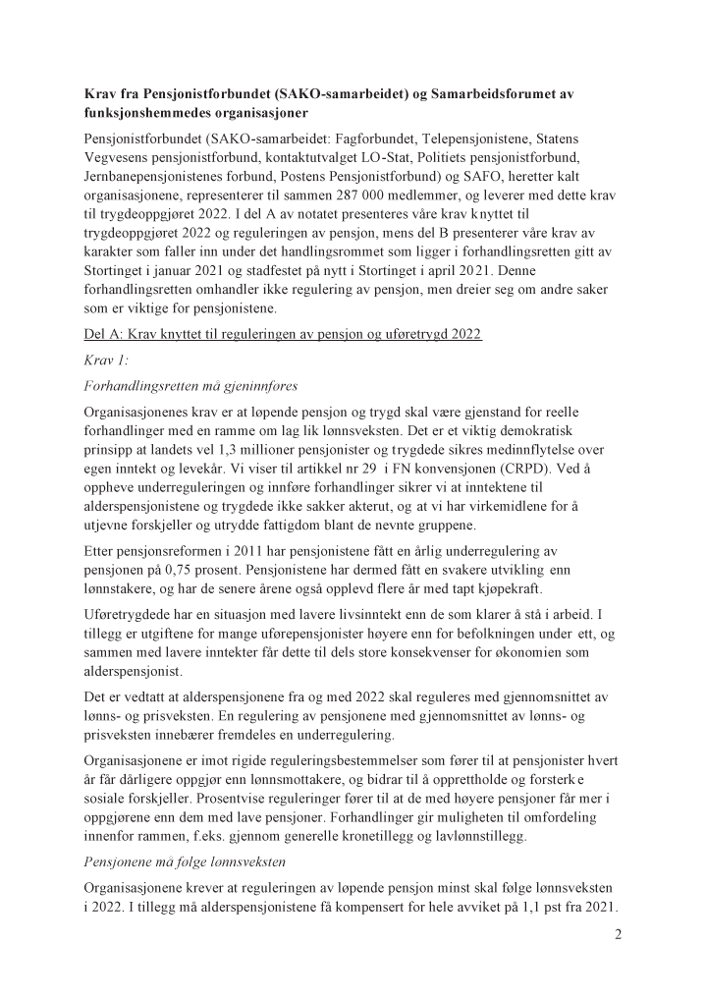 Krav fra Pensjonistforbundet (SAKO-samarbeidet) og Samarbeidsforumet av
funksjonshemmedes organisasjoner
Pensjonistforbundet (SAKO-samarbeidet: Fagforbundet, Telepensjonistene, Statens
Vegvesens pensjonistforbund, kontaktutvalget LO-Stat, Politiets pensjonistforbund,
Jernbanepensjonistenes forbund, Postens Pensjonistforbund) og SAFO, heretter kalt
organisasjonene, representerer til sammen 287 000 medlemmer, og leverer med dette krav
til trygdeoppgjøret 2022. I del A av notatet presenteres våre krav knyttet til
trygdeoppgjøret 2022 og reguleringen av pensjon, mens del B presenterer våre krav av
karakter som faller inn under det handlingsrommet som ligger i forhandlingsretten gitt av
Stortinget i januar 2021 og stadfestet på nytt i Stortinget i april 2021. Denne
forhandlingsretten omhandler ikke regulering av pensjon, men dreier seg om andre saker
som er viktige for pensjonistene.
Del A: Krav knyttet til reguleringen av pensjon og uføretrygd 2022
Krav 1:
Forhandlingsretten må gjeninnføres
Organisasjonenes krav er at løpende pensjon og trygd skal være gjenstand for reelle
forhandlinger med en ramme om lag lik lønnsveksten. Det er et viktig demokratisk
prinsipp at landets vel 1,3 millioner pensjonister og trygdede sikres medinnflytelse over
egen inntekt og levekår. Vi viser til artikkel nr 29 i FN konvensjonen (CRPD). Ved å
oppheve underreguleringen og innføre forhandlinger sikrer vi at inntektene til
alderspensjonistene og trygdede ikke sakker akterut, og at vi har virkemidlene for å
utjevne forskjeller og utrydde fattigdom blant de nevnte gruppene.
Etter pensjonsreformen i 2011 har pensjonistene fått en årlig underregulering av
pensjonen på 0,75 prosent. Pensjonistene har dermed fått en svakere utvikling enn
lønnstakere, og har de senere årene også opplevd flere år med tapt kjøpekraft.
Uføretrygdede har en situasjon med lavere livsinntekt enn de som klarer å stå i arbeid. I
tillegg er utgiftene for mange uførepensjonister høyere enn for befolkningen under ett, og
sammen med lavere inntekter får dette til dels store konsekvenser for økonomien som
alderspensjonist.
Det er vedtatt at alderspensjonene fra og med 2022 skal reguleres med gjennomsnittet av
lønns- og prisveksten. En regulering av pensjonene med gjennomsnittet av lønns- og
prisveksten innebærer fremdeles en underregulering.
Organisasjonene er imot rigide reguleringsbestemmelser som fører til at pensjonister hvert
år får dårligere oppgjør enn lønnsmottakere, og bidrar til å opprettholde og forsterke
sosiale forskjeller. Prosentvise reguleringer fører til at de med høyere pensjoner får mer i
oppgjørene enn dem med lave pensjoner. Forhandlinger gir muligheten til omfordeling
innenfor rammen, f.eks. gjennom generelle kronetillegg og lavlønnstillegg.
Pensjonene må følge lønnsveksten
Organisasjonene krever at reguleringen av løpende pensjon minst skal følge lønnsveksten
i 2022. I tillegg må alderspensjonistene få kompensert for hele avviket på 1,1 pst fra 2021.
2